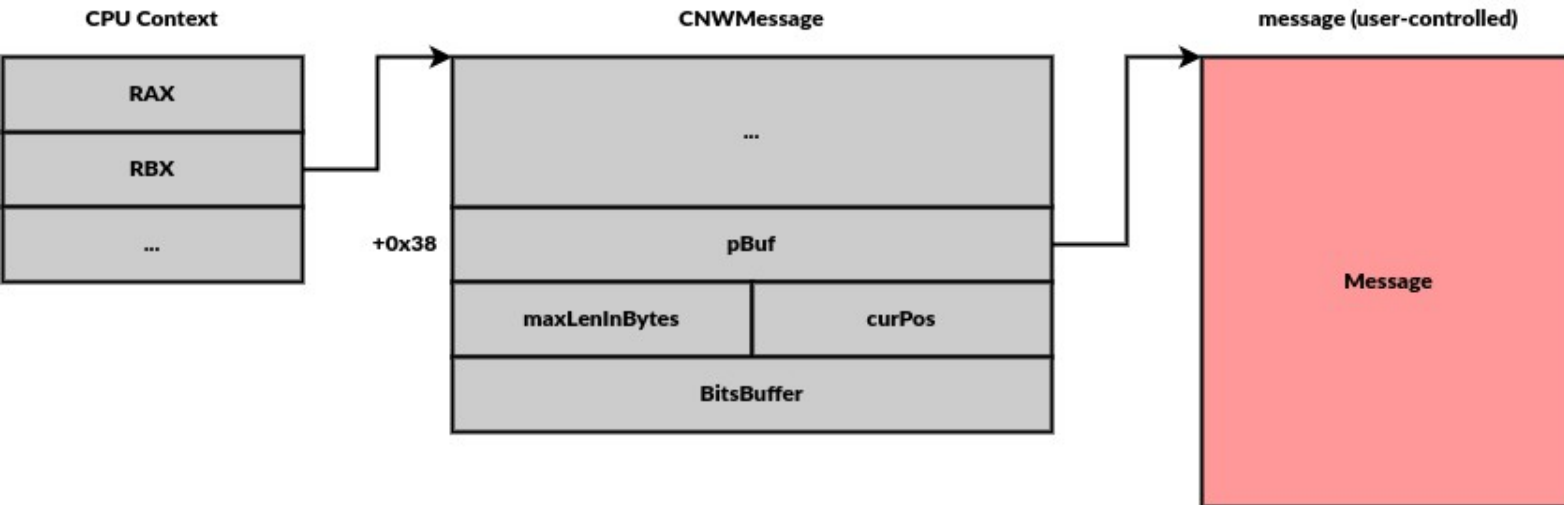 CPU Context
CNWMessage
message (user-controlled)
RAX
...
RBX
...
+0x38
pBuf
Message
maxLenInBytes
curPos
BitsBuffer